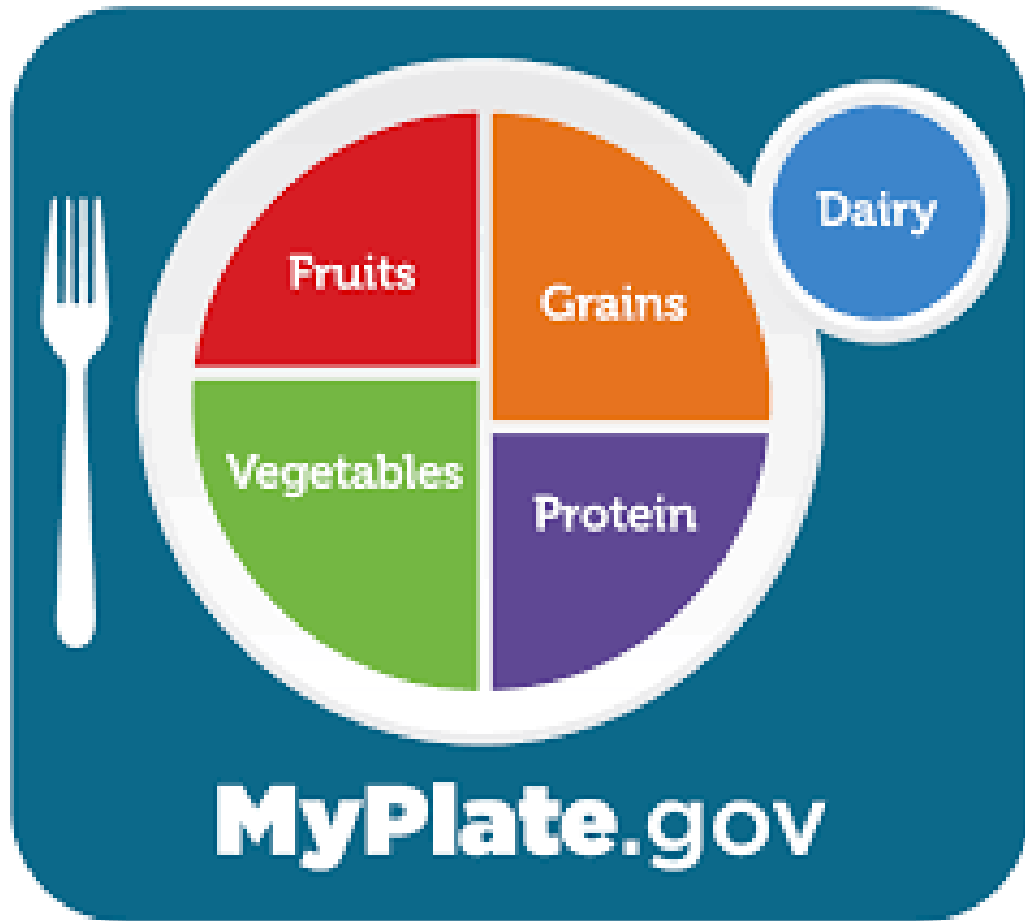 Fruits
Grains
Dairy
Vegetables
Protein
MyPlate.gov